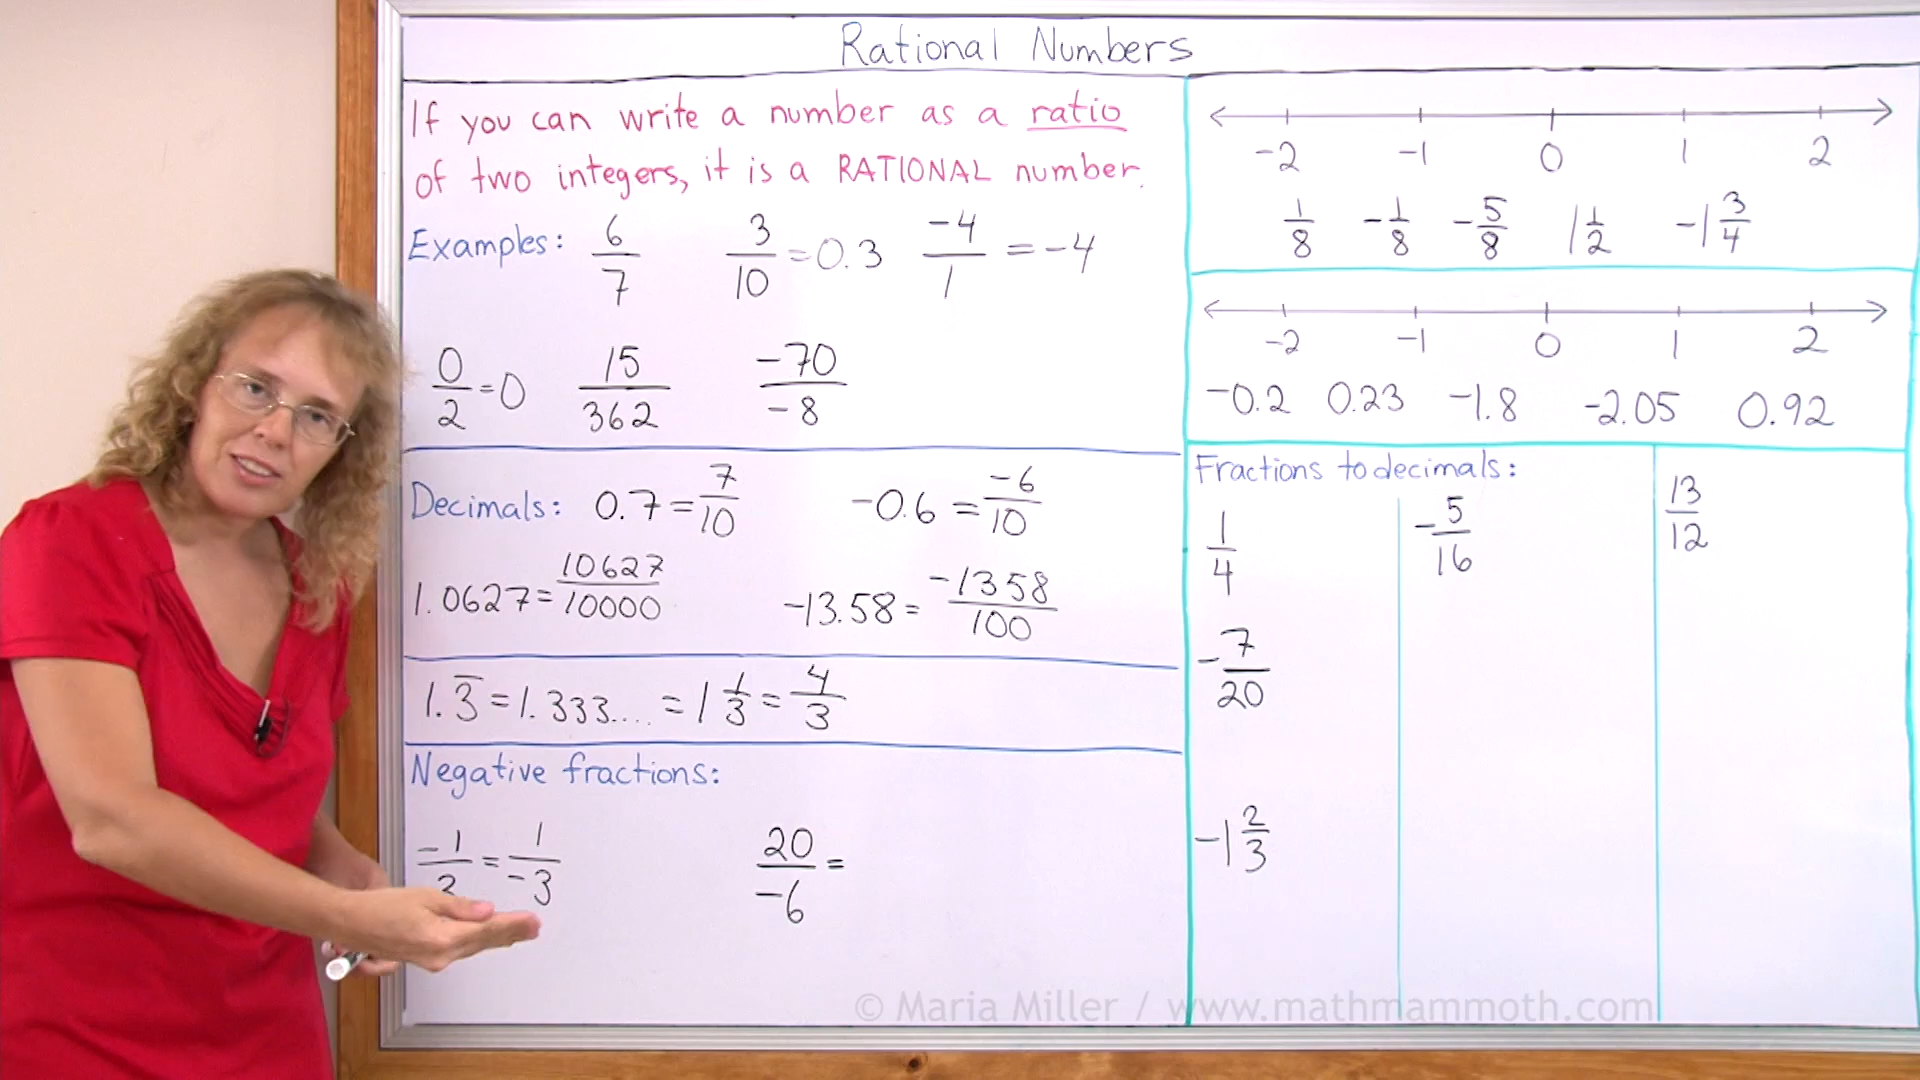 Rational Numbers
If you can write a number as a ratio
of two integers, it is a RATIONAL number.
Examples: 6/7 3/10 = 0.3 -4/1 = -4
0/2 = 0 15/362 -70/-8
Decimals: 0.7 = 7/10 -0.6 = -6/10
1.0627 = 10627/10000 -13.58 = -1358/100
1.3̅ = 1.333.... = 1 1/3 = 4/3
Negative fractions:
-1/3 = 1/-3 20/-6 =
-2 -1 0 1 2
1/8 -1/8 -5/8 1 1/2 -1 3/4
-2 -1 0 1 2
-0.2 0.23 -1.8 -2.05 0.92
Fractions to decimals:
1/4 -5/16 13/12
-7/20
-1 2/3
© Maria Miller / www.mathmammoth.com